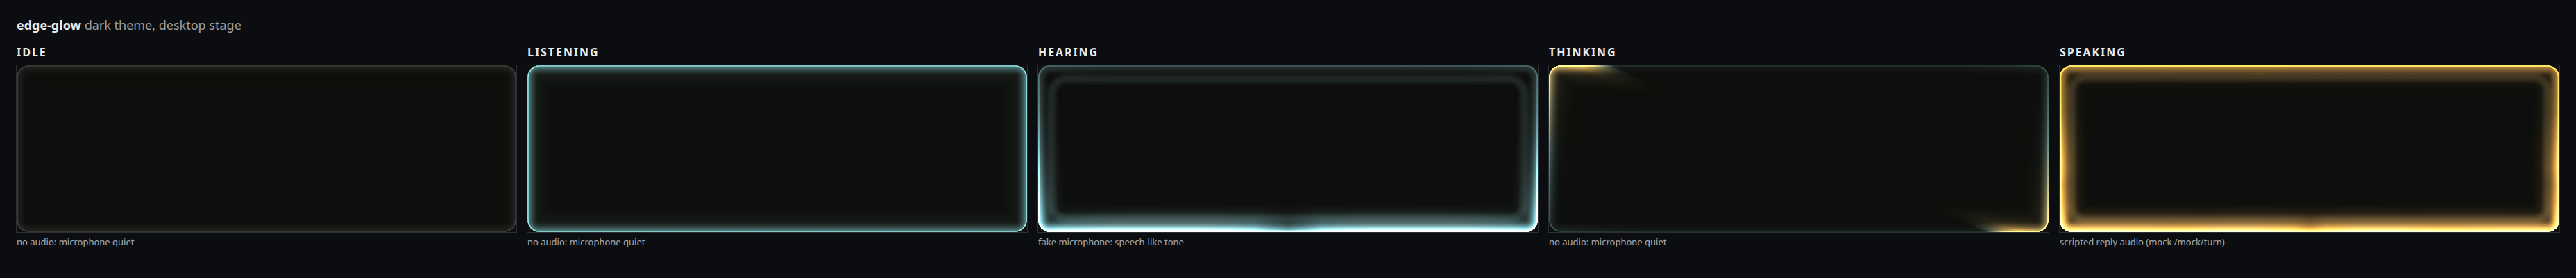 edge-glow dark theme, desktop stage
IDLE
LISTENING
HEARING
THINKING
SPEAKING
no audio: microphone quiet
no audio: microphone quiet
fake microphone: speech-like tone
no audio: microphone quiet
scripted reply audio (mock /mock/turn)